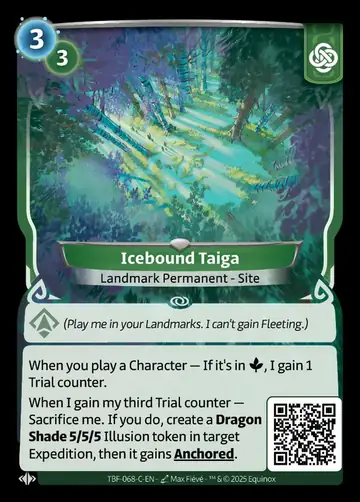 3
3
Icebound Taiga
Landmark Permanent - Site
(Play me in your Landmarks. I can't gain Fleeting.)
When you play a Character — If it's in , I gain 1
Trial counter.
When I gain my third Trial counter —
Sacrifice me. If you do, create a Dragon
Shade 5/5/5 Illusion token in target
Expedition, then it gains Anchored.
TBF-068-C-EN - Max Fiévé - ™ & © 2025 Equinox